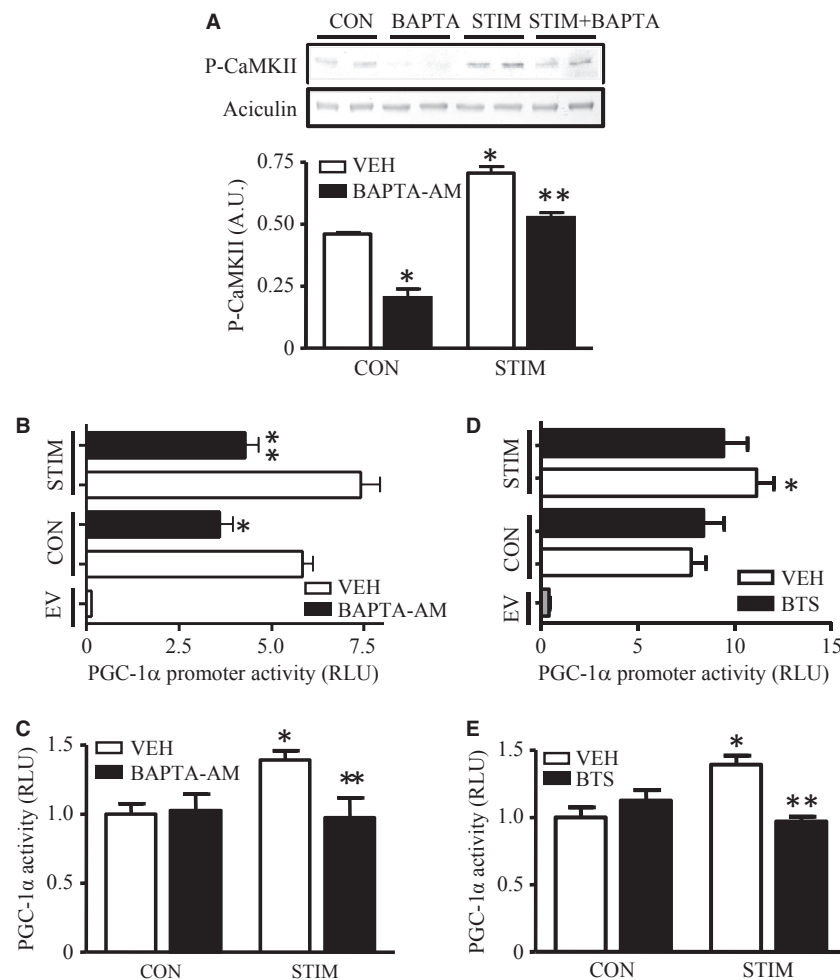 A
CON BAPTA STIM STIM+BAPTA
P-CaMKII
Aciculin
P-CaMKII (A.U.)
0.75
0.50
0.25
0
VEH
BAPTA-AM
*
*
**
CON STIM
B
STIM
CON
EV
**
*
VEH
BAPTA-AM
0 2.5 5.0 7.5
PGC-1α promoter activity (RLU)
D
STIM
CON
EV
*
VEH
BTS
0 5 10 15
PGC-1α promoter activity (RLU)
C
PGC-1α activity (RLU)
1.5
1.0
0.5
0
VEH
BAPTA-AM
*
**
CON STIM
E
PGC-1α activity (RLU)
1.5
1.0
0.5
0
VEH
BTS
*
**
CON STIM